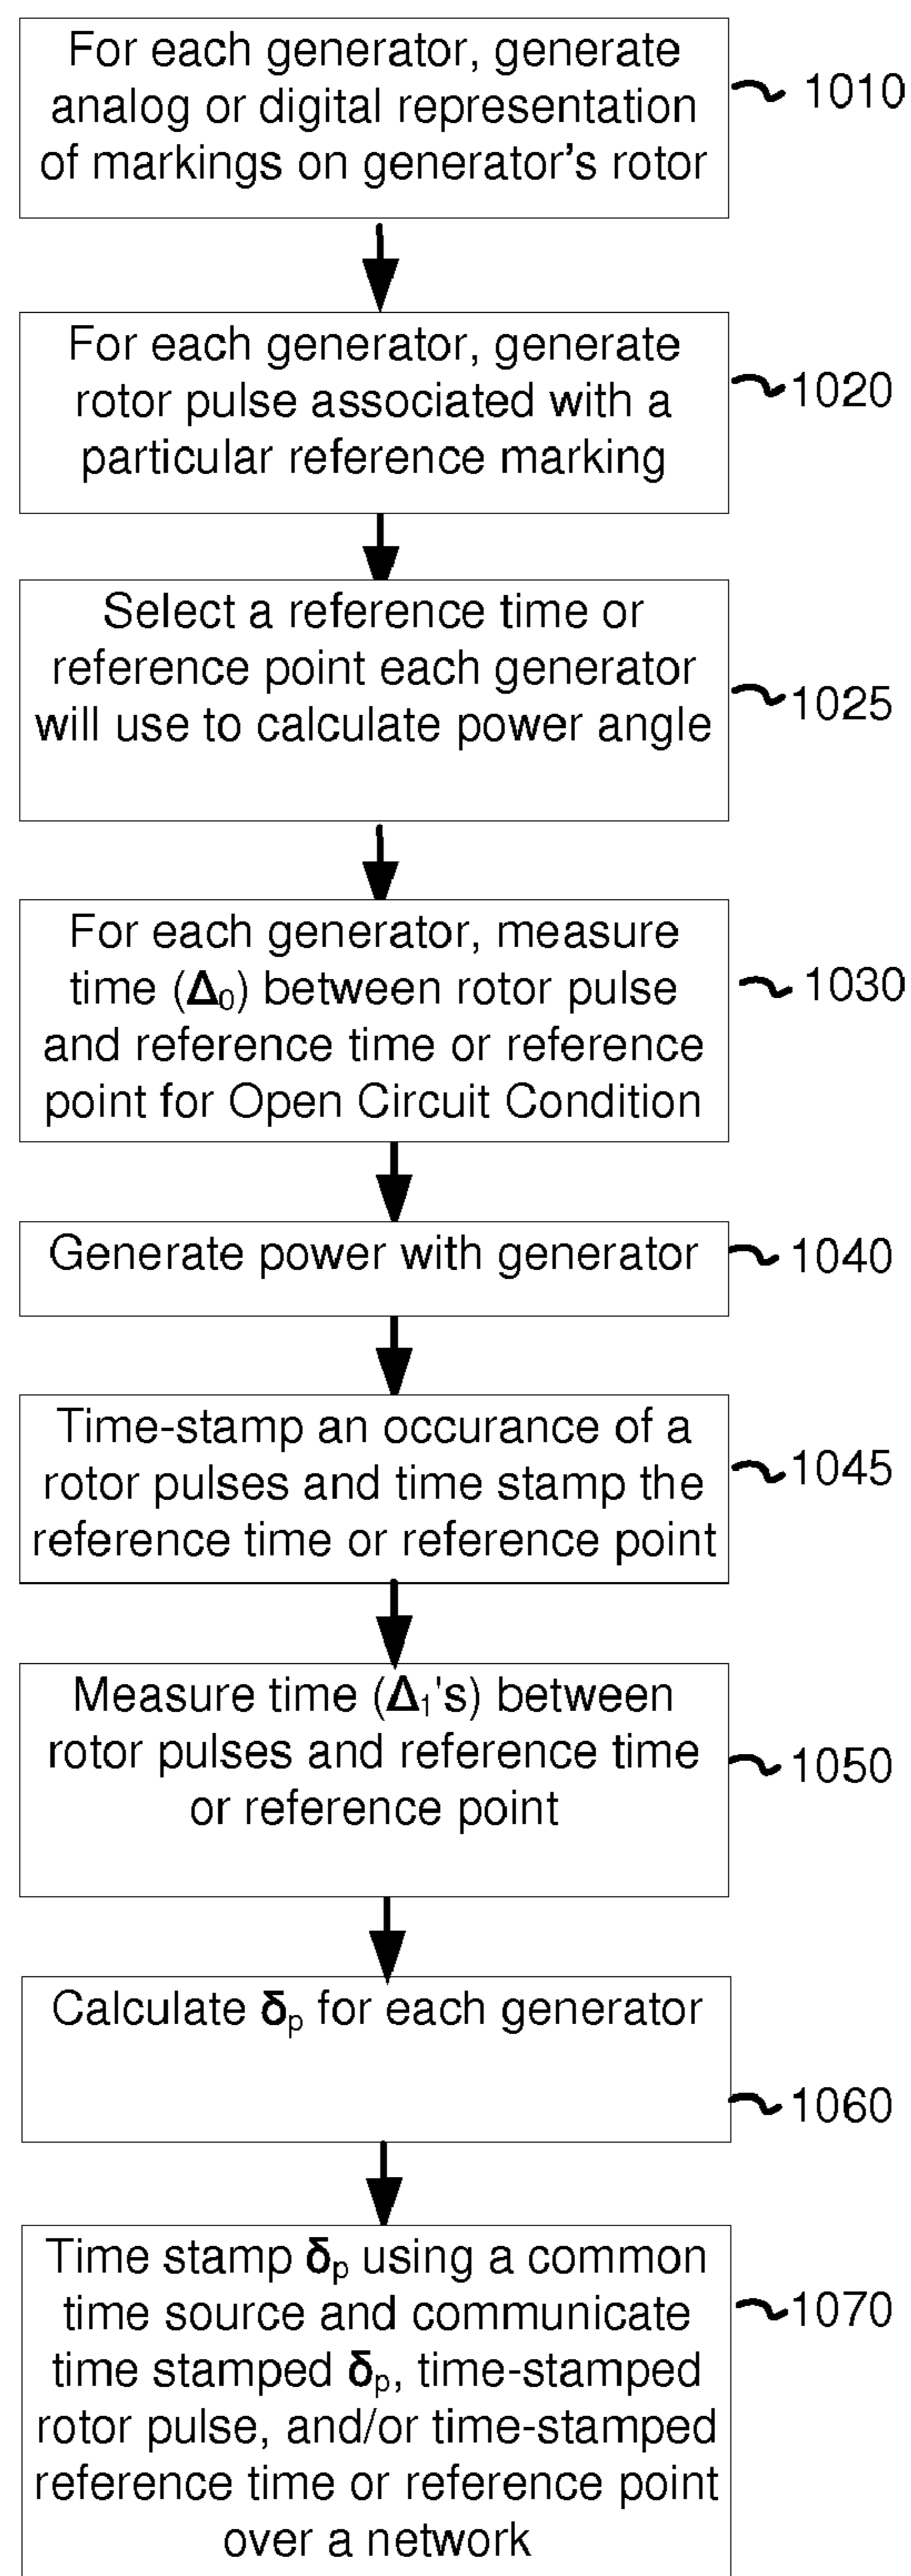 For each generator, generate
analog or digital representation
of markings on generator's rotor
1010
For each generator, generate
rotor pulse associated with a
particular reference marking
1020
Select a reference time or
reference point each generator
will use to calculate power angle
1025
For each generator, measure
time (Δ₀) between rotor pulse
and reference time or reference
point for Open Circuit Condition
1030
Generate power with generator
1040
Time-stamp an occurance of a
rotor pulses and time stamp the
reference time or reference point
1045
Measure time (Δ₁'s) between
rotor pulses and reference time
or reference point
1050
Calculate δₚ for each generator
1060
Time stamp δₚ using a common
time source and communicate
time stamped δₚ, time-stamped
rotor pulse, and/or time-stamped
reference time or reference point
over a network
1070